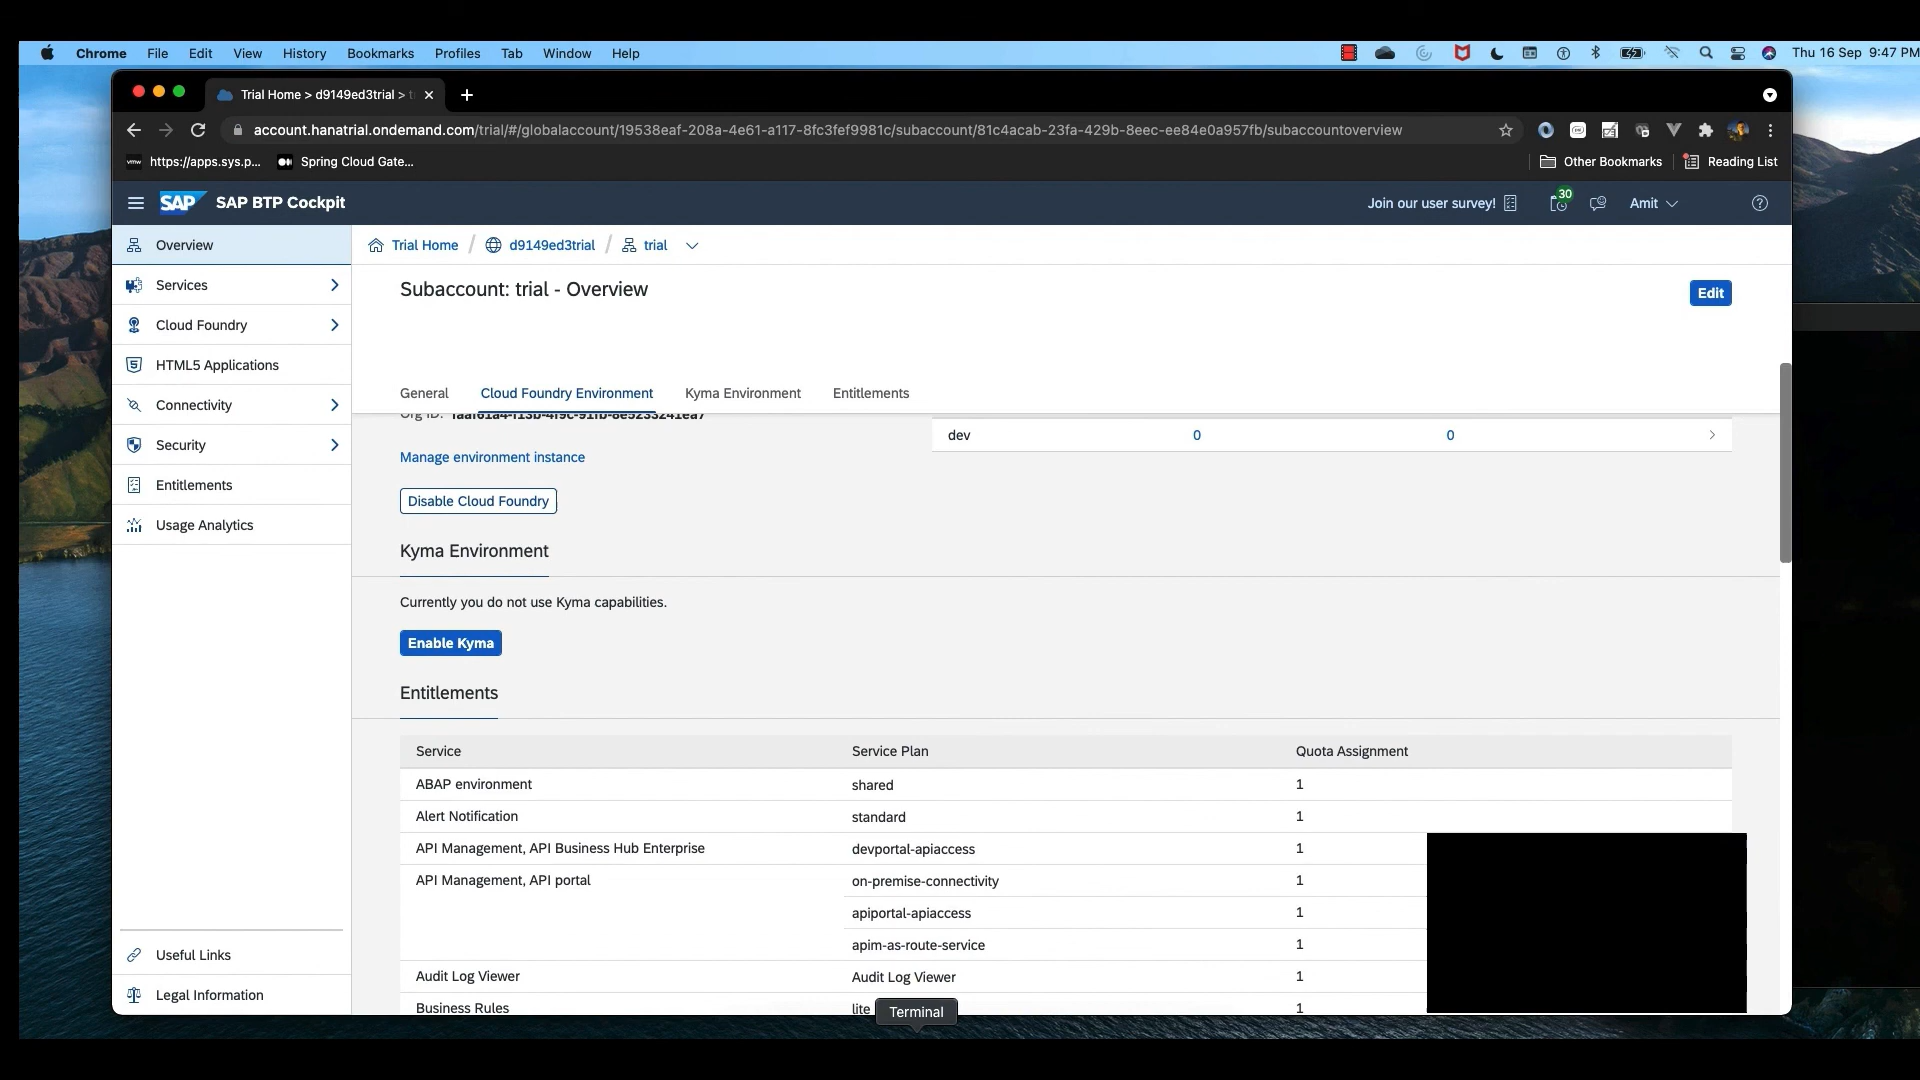 Chrome File Edit View History Bookmarks Profiles Tab Window Help Thu 16 Sep 9:47 PM
Trial Home > d9149ed3trial >
account.hanatrial.ondemand.com/trial/#/globalaccount/19538eaf-208a-4e61-a117-8fc3fef9981c/subaccount/81c4acab-23fa-429b-8eec-ee84e0a957fb/subaccountoverview
vmw https://apps.sys.p... Spring Cloud Gate... Other Bookmarks Reading List
SAP SAP BTP Cockpit Join our user survey! 30 Amit
Overview
Services
Cloud Foundry
HTML5 Applications
Connectivity
Security
Entitlements
Usage Analytics
Useful Links
Legal Information
Trial Home / d9149ed3trial / trial
Subaccount: trial - Overview
Edit
General Cloud Foundry Environment Kyma Environment Entitlements
Org ID:
dev 0 0
Manage environment instance
Disable Cloud Foundry
Kyma Environment
Currently you do not use Kyma capabilities.
Enable Kyma
Entitlements
Service Service Plan Quota Assignment
ABAP environment shared 1
Alert Notification standard 1
API Management, API Business Hub Enterprise devportal-apiaccess 1
API Management, API portal on-premise-connectivity 1
apiportal-apiaccess 1
apim-as-route-service 1
Audit Log Viewer Audit Log Viewer 1
Business Rules lite 1
Terminal